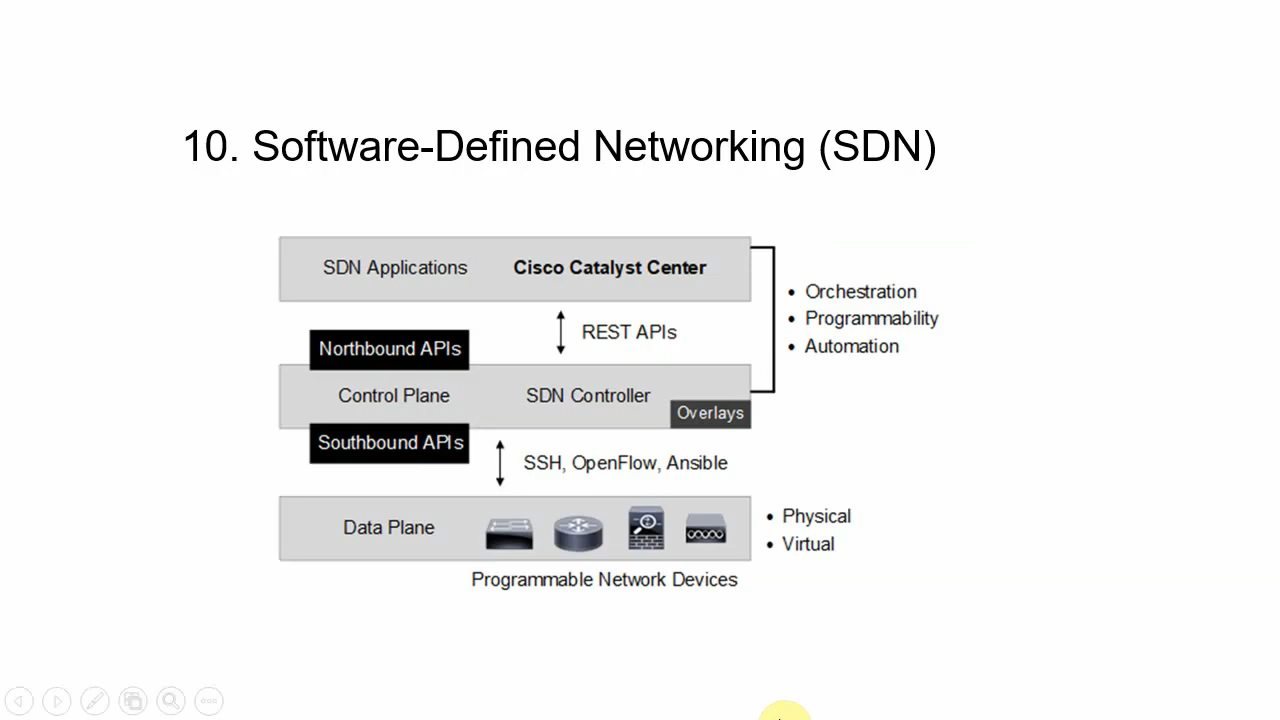 10. Software-Defined Networking (SDN)
SDN Applications
Cisco Catalyst Center
REST APIs
Northbound APIs
Control Plane
SDN Controller
Overlays
• Orchestration
• Programmability
• Automation
Southbound APIs
SSH, OpenFlow, Ansible
Data Plane
• Physical
• Virtual
Programmable Network Devices